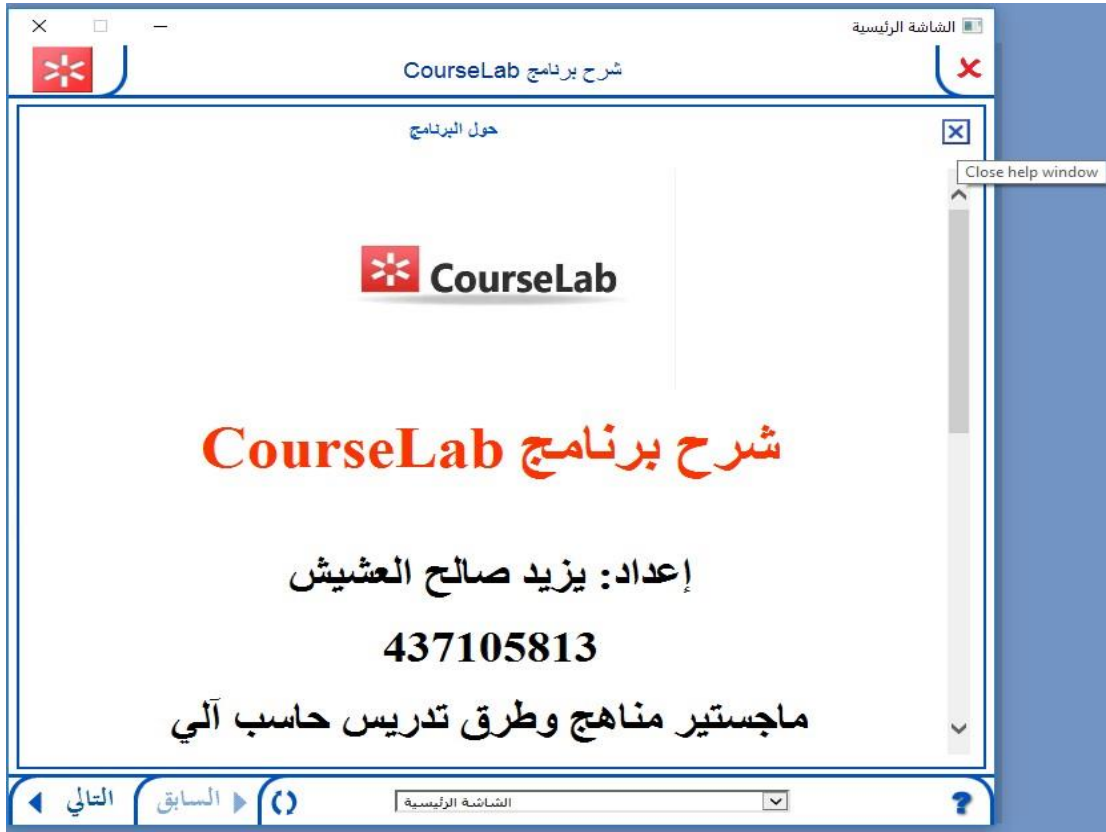 الشاشة الرئيسية
شرح برنامج CourseLab
حول البرنامج
Close help window
CourseLab
شرح برنامج CourseLab
إعداد: يزيد صالح العشيش
437105813
ماجستير مناهج وطرق تدريس حاسب آلي
?
الشاشة الرئيسية
السابق
التالي